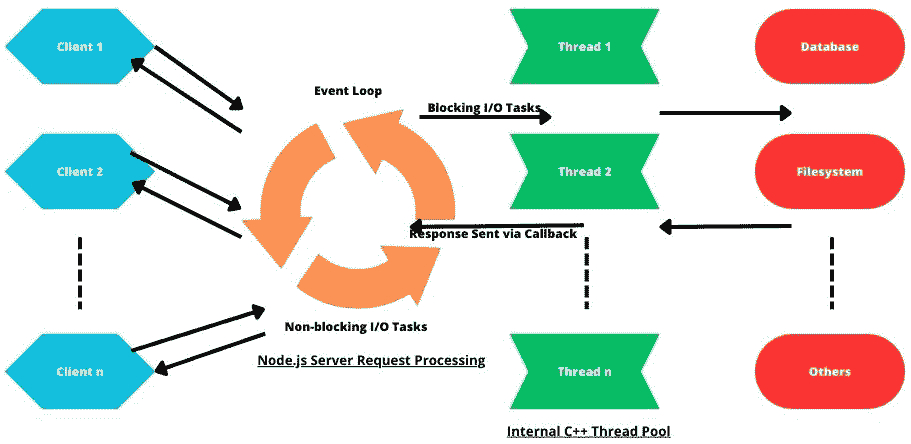 Client 1
Thread 1
Database
Event Loop
Blocking I/O Tasks
Client 2
Thread 2
Filesystem
Response Sent via Callback
Non-blocking I/O Tasks
Node.js Server Request Processing
Client n
Thread n
Others
Internal C++ Thread Pool